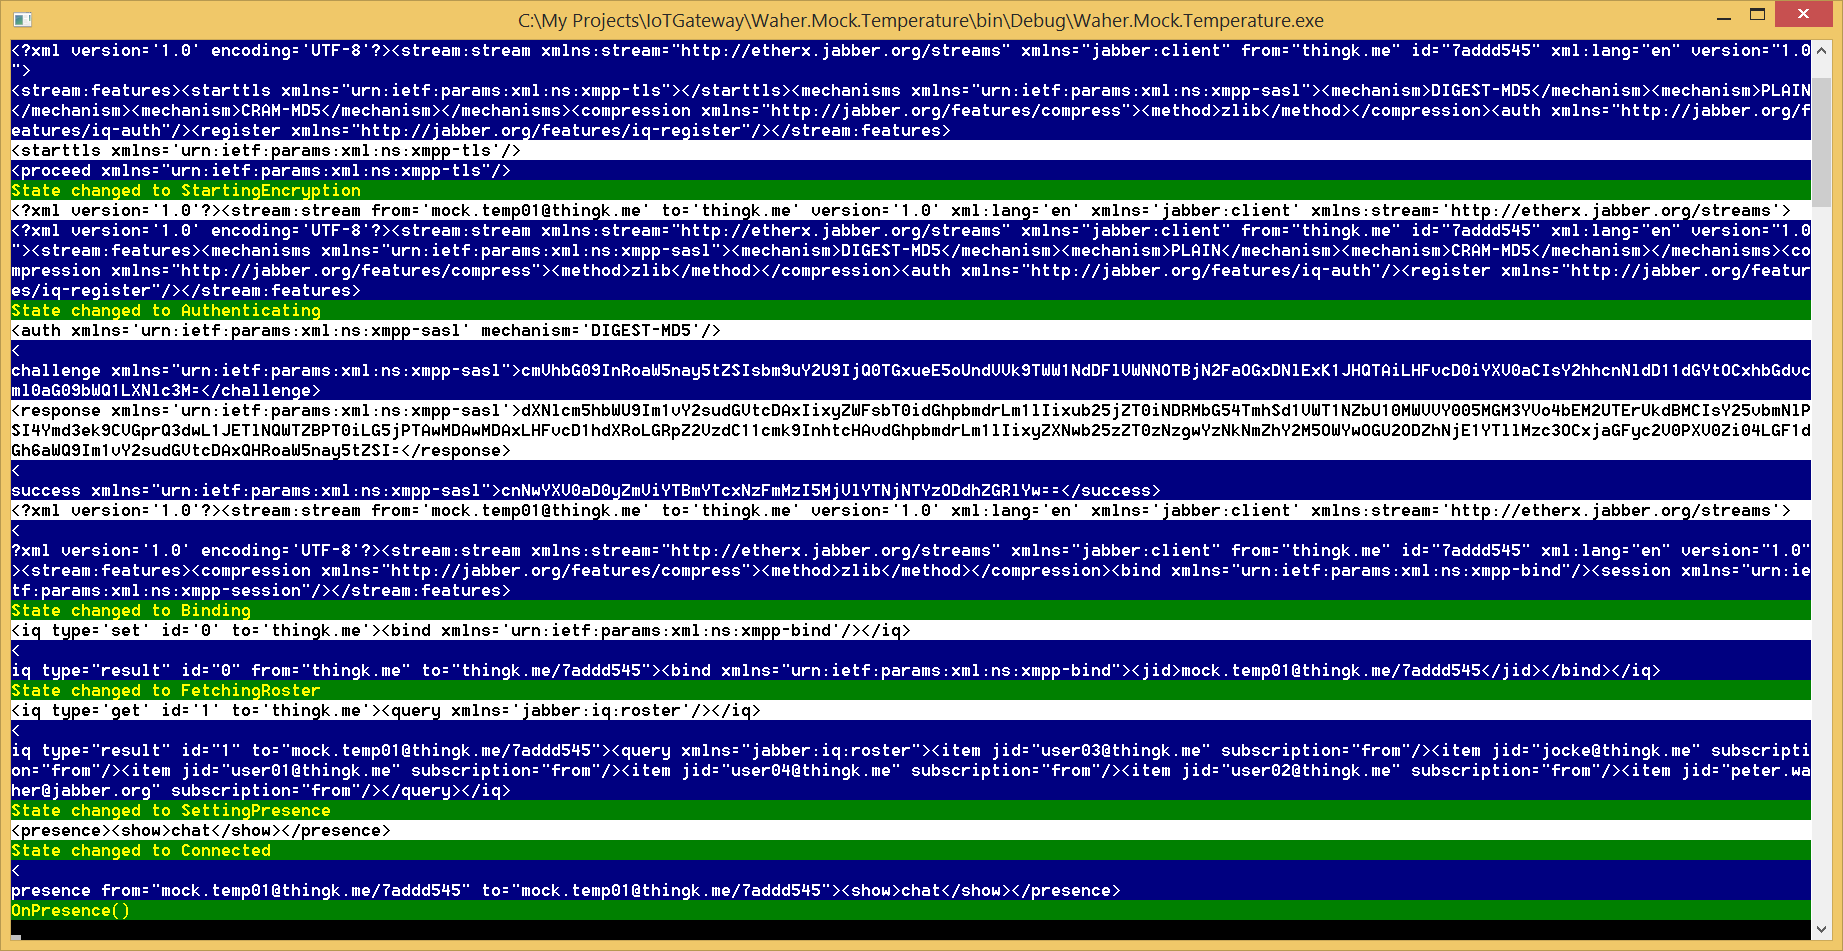 C:\My Projects\IoTGateway\Waher.Mock.Temperature\bin\Debug\Waher.Mock.Temperature.exe
<?xml version='1.0' encoding='UTF-8'?><stream:stream xmlns:stream="http://etherx.jabber.org/streams" xmlns="jabber:client" from="thingk.me" id="7addd545" xml:lang="en" version="1.0
">
<stream:features><starttls xmlns="urn:ietf:params:xml:ns:xmpp-tls"></starttls><mechanisms xmlns="urn:ietf:params:xml:ns:xmpp-sasl"><mechanism>DIGEST-MD5</mechanism><mechanism>PLAIN
</mechanism><mechanism>CRAM-MD5</mechanism></mechanisms><compression xmlns="http://jabber.org/features/compress"><method>zlib</method></compression><auth xmlns="http://jabber.org/f
eatures/iq-auth"/><register xmlns="http://jabber.org/features/iq-register"/></stream:features>
<starttls xmlns='urn:ietf:params:xml:ns:xmpp-tls'/>
<proceed xmlns="urn:ietf:params:xml:ns:xmpp-tls"/>
State changed to StartingEncryption
<?xml version='1.0'?><stream:stream from='mock.temp01@thingk.me' to='thingk.me' version='1.0' xml:lang='en' xmlns='jabber:client' xmlns:stream='http://etherx.jabber.org/streams'>
<?xml version='1.0' encoding='UTF-8'?><stream:stream xmlns:stream="http://etherx.jabber.org/streams" xmlns="jabber:client" from="thingk.me" id="7addd545" xml:lang="en" version="1.0
"><stream:features><mechanisms xmlns="urn:ietf:params:xml:ns:xmpp-sasl"><mechanism>DIGEST-MD5</mechanism><mechanism>PLAIN</mechanism><mechanism>CRAM-MD5</mechanism></mechanisms><co
mpression xmlns="http://jabber.org/features/compress"><method>zlib</method></compression><auth xmlns="http://jabber.org/features/iq-auth"/><register xmlns="http://jabber.org/featur
es/iq-register"/></stream:features>
State changed to Authenticating
<auth xmlns='urn:ietf:params:xml:ns:xmpp-sasl' mechanism='DIGEST-MD5'/>
<
challenge xmlns="urn:ietf:params:xml:ns:xmpp-sasl">cmVhbG09InRoaW5nay5tZSIsbm9uY2U9IjQ0TGxueE5oUndVVk9TWW1NdDFlVWNNOTBjN2FaOGxDNlExK1JHQTAiLHFvcD0iYXV0aCIsY2hhcnNldD11dGYtOCxhbGdvc
ml0aG09bWQ1LXNlc3M=</challenge>
<response xmlns='urn:ietf:params:xml:ns:xmpp-sasl'>dXNlcm5hbWU9Im1vY2sudGVtcDAxIixyZWFsbT0idGhpbmdrLm1lIixub25jZT0iNDRMbG54TmhSd1VWT1NZbU10MWVVY005MGM3YVo4bEM2UTErUkdBMCIsY25vbmNlP
SI4Ymd3ek9CVGprQ3dwL1JETlNQWTZBPT0iLG5jPTAwMDAwMDAxLHFvcD1hdXRoLGRpZ2VzdC11cmk9InhtcHAvdGhpbmdrLm1lIixyZXNwb25zZT0zNzgwYzNkNmZhY2M5OWYwOGU2ODZhNjE1YTllMzc3OCxjaGFyc2V0PXV0Zi04LGF1d
Gh6aWQ9Im1vY2sudGVtcDAxQHRoaW5nay5tZSI=</response>
<
success xmlns="urn:ietf:params:xml:ns:xmpp-sasl">cnNwYXV0aD0yZmViYTBmYTcxNzFmMzI5MjVlYTNjNTYzODdhZGRlYw==</success>
<?xml version='1.0'?><stream:stream from='mock.temp01@thingk.me' to='thingk.me' version='1.0' xml:lang='en' xmlns='jabber:client' xmlns:stream='http://etherx.jabber.org/streams'>
<
?xml version='1.0' encoding='UTF-8'?><stream:stream xmlns:stream="http://etherx.jabber.org/streams" xmlns="jabber:client" from="thingk.me" id="7addd545" xml:lang="en" version="1.0"
><stream:features><compression xmlns="http://jabber.org/features/compress"><method>zlib</method></compression><bind xmlns="urn:ietf:params:xml:ns:xmpp-bind"/><session xmlns="urn:ie
tf:params:xml:ns:xmpp-session"/></stream:features>
State changed to Binding
<iq type='set' id='0' to='thingk.me'><bind xmlns='urn:ietf:params:xml:ns:xmpp-bind'/></iq>
<
iq type="result" id="0" from="thingk.me" to="thingk.me/7addd545"><bind xmlns="urn:ietf:params:xml:ns:xmpp-bind"><jid>mock.temp01@thingk.me/7addd545</jid></bind></iq>
State changed to FetchingRoster
<iq type='get' id='1' to='thingk.me'><query xmlns='jabber:iq:roster'/></iq>
<
iq type="result" id="1" to="mock.temp01@thingk.me/7addd545"><query xmlns="jabber:iq:roster"><item jid="user03@thingk.me" subscription="from"/><item jid="jocke@thingk.me" subscripti
on="from"/><item jid="user01@thingk.me" subscription="from"/><item jid="user04@thingk.me" subscription="from"/><item jid="user02@thingk.me" subscription="from"/><item jid="peter.wa
her@jabber.org" subscription="from"/></query></iq>
State changed to SettingPresence
<presence><show>chat</show></presence>
State changed to Connected
<
presence from="mock.temp01@thingk.me/7addd545" to="mock.temp01@thingk.me/7addd545"><show>chat</show></presence>
OnPresence()